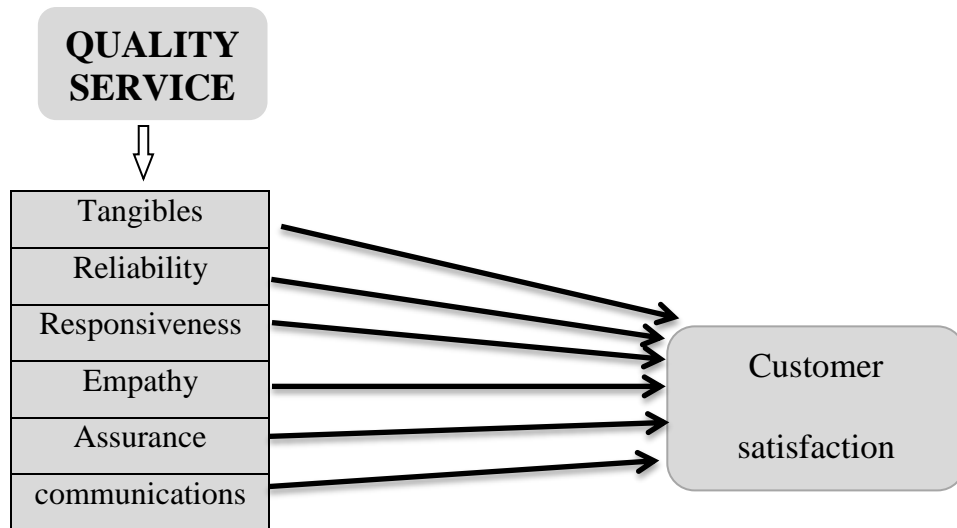 QUALITY
SERVICE
Tangibles
Reliability
Responsiveness
Empathy
Assurance
communications
Customer
satisfaction